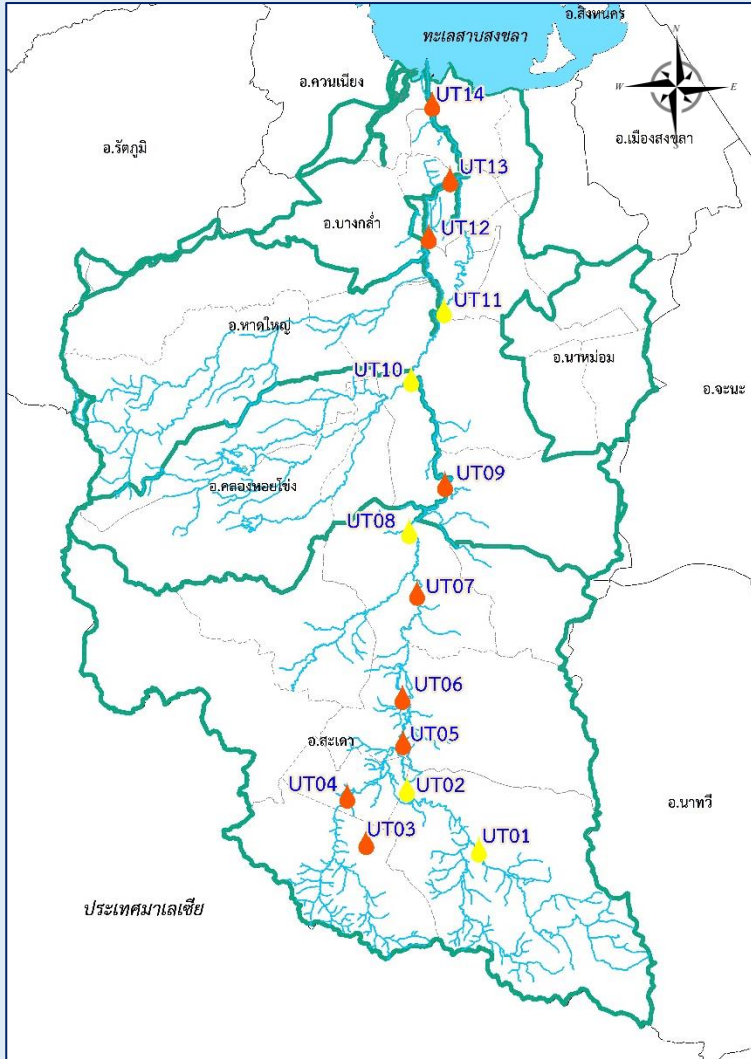 อ.สิงหนคร
ทะเลสาบสงขลา
N
อ.ควนเนียง
UT14
W
E
S
อ.รัตภูมิ
อ.เมืองสงขลา
UT13
อ.บางกล่ำ
UT12
UT11
อ.หาดใหญ่
อ.นาหม่อม
UT10
อ.จะนะ
UT09
อ.คลองหอยโข่ง
UT08
UT07
UT06
อ.สะเดา
UT05
UT04
UT02
อ.นาทวี
UT03
UT01
ประเทศมาเลเซีย